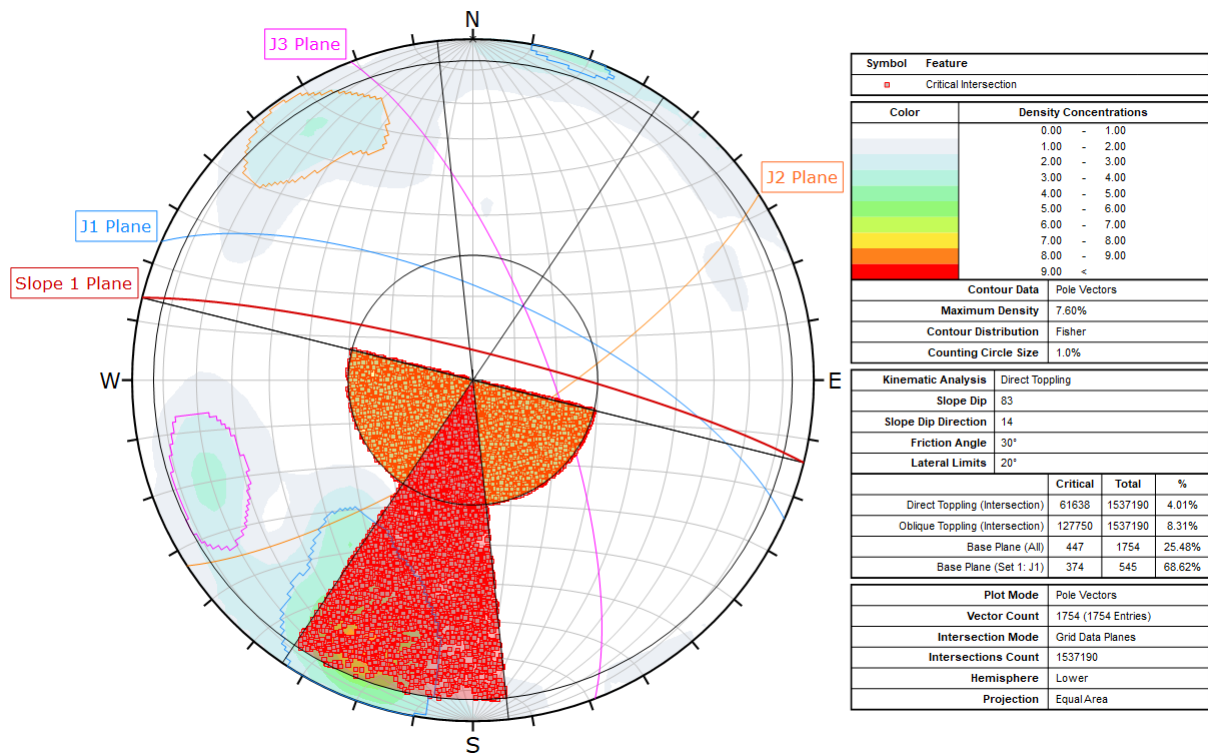 N
J3 Plane
J2 Plane
J1 Plane
Slope 1 Plane
W
E
S
Symbol Feature
Critical Intersection
Color Density Concentrations
0.00 - 1.00
1.00 - 2.00
2.00 - 3.00
3.00 - 4.00
4.00 - 5.00
5.00 - 6.00
6.00 - 7.00
7.00 - 8.00
8.00 - 9.00
9.00 <
Contour Data Pole Vectors
Maximum Density 7.60%
Contour Distribution Fisher
Counting Circle Size 1.0%
Kinematic Analysis Direct Toppling
Slope Dip 83
Slope Dip Direction 14
Friction Angle 30°
Lateral Limits 20°
Critical Total %
Direct Toppling (Intersection) 61638 1537190 4.01%
Oblique Toppling (Intersection) 127750 1537190 8.31%
Base Plane (All) 447 1754 25.48%
Base Plane (Set 1: J1) 374 545 68.62%
Plot Mode Pole Vectors
Vector Count 1754 (1754 Entries)
Intersection Mode Grid Data Planes
Intersections Count 1537190
Hemisphere Lower
Projection Equal Area